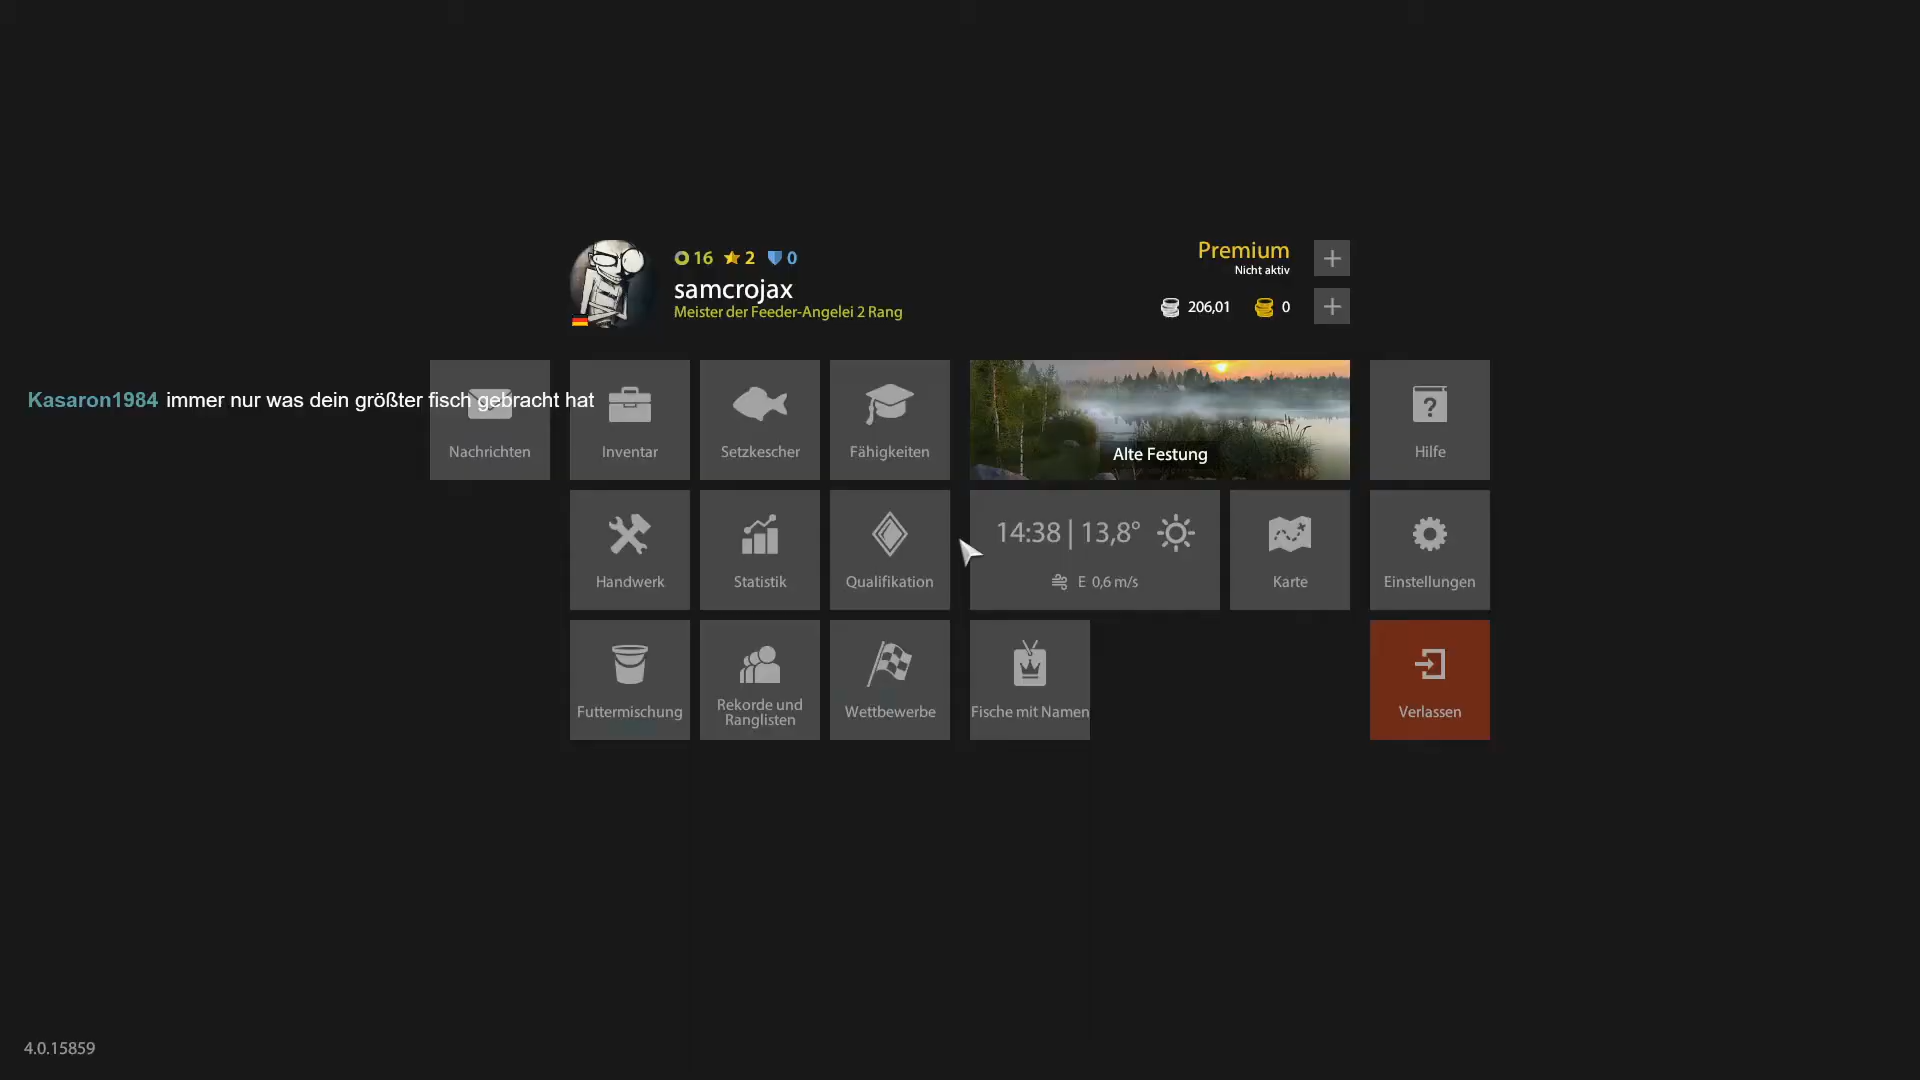 16 2 0
samcrojax
Meister der Feeder-Angelei 2 Rang
Premium
Nicht aktiv
206,01 0
Kasaron1984 immer nur was dein größter fisch gebracht hat
Nachrichten
Inventar
Setzkescher
Fähigkeiten
Alte Festung
Hilfe
Handwerk
Statistik
Qualifikation
14:38 | 13,8°
E 0,6 m/s
Karte
Einstellungen
Futtermischung
Rekorde und
Ranglisten
Wettbewerbe
Fische mit Namen
Verlassen
4.0.15859